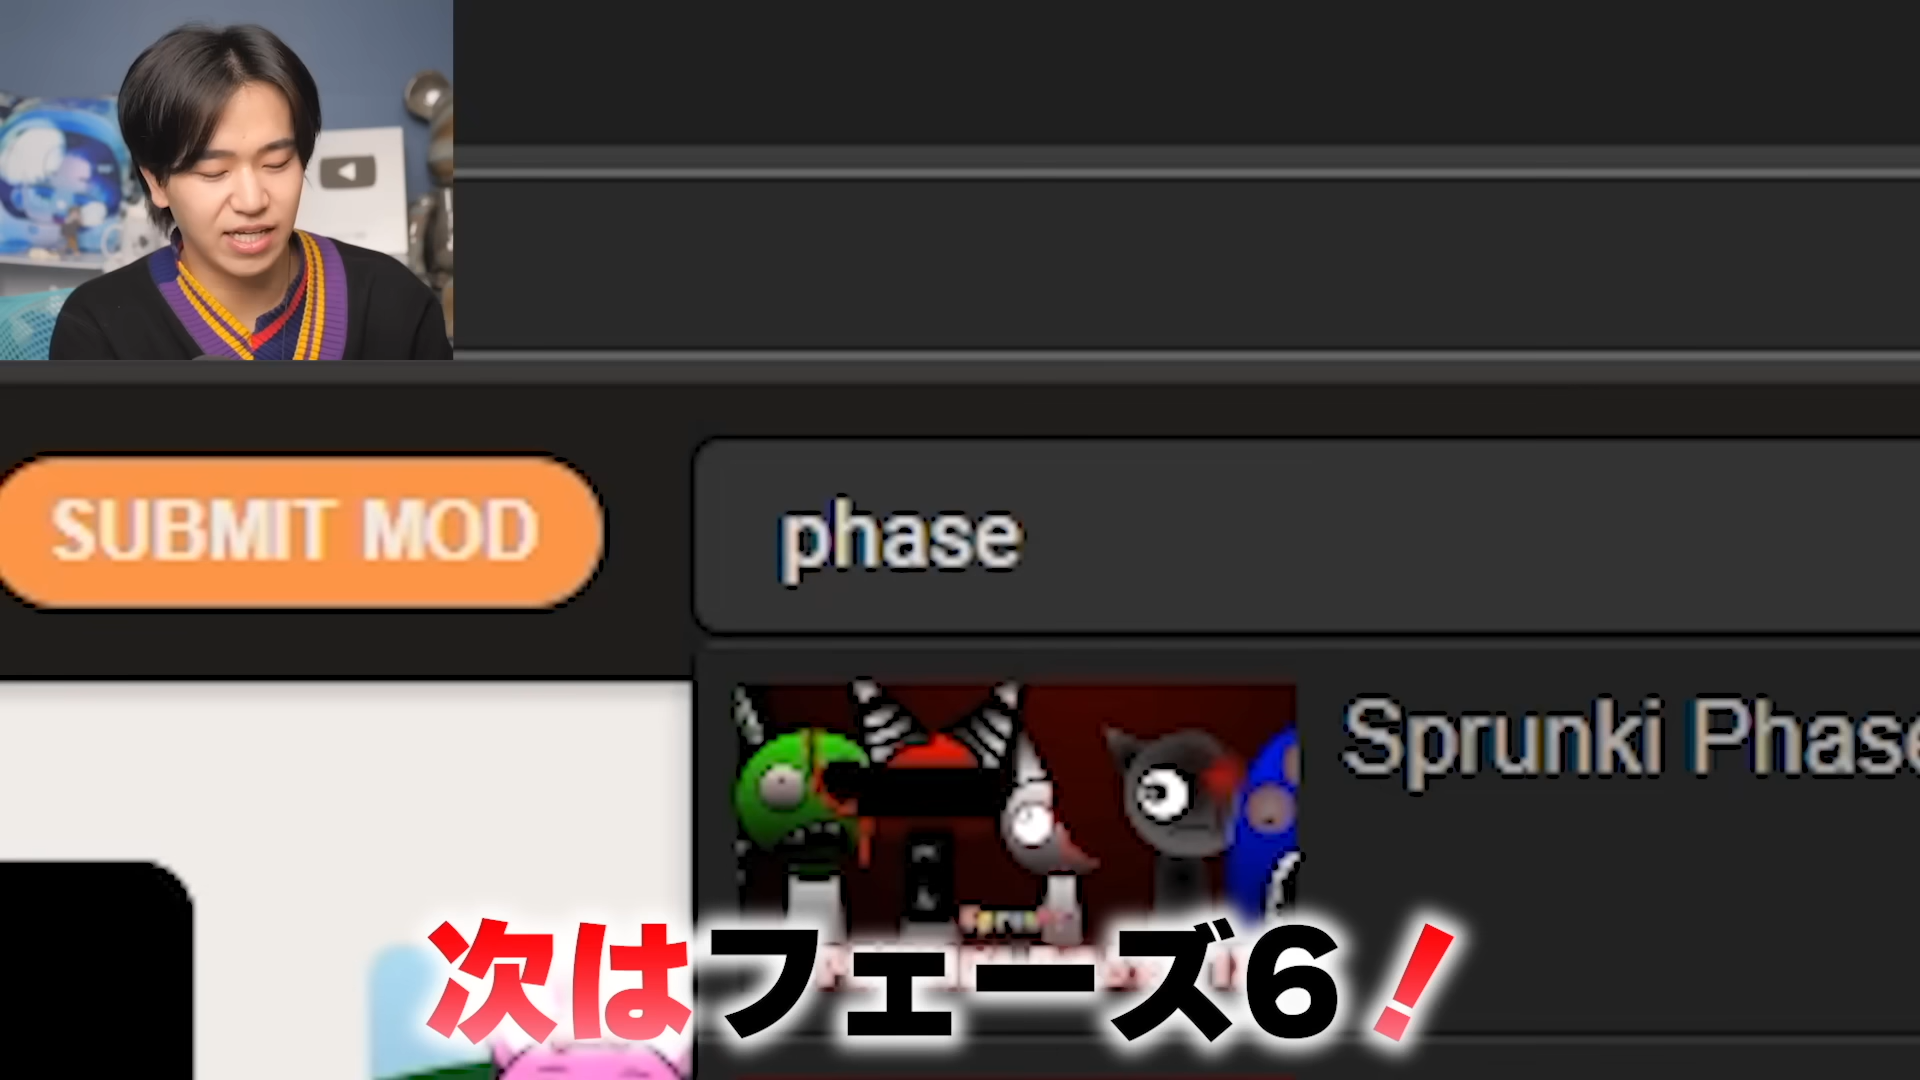 SUBMIT MOD
phase
Sprunki Phase
次はフェーズ6!